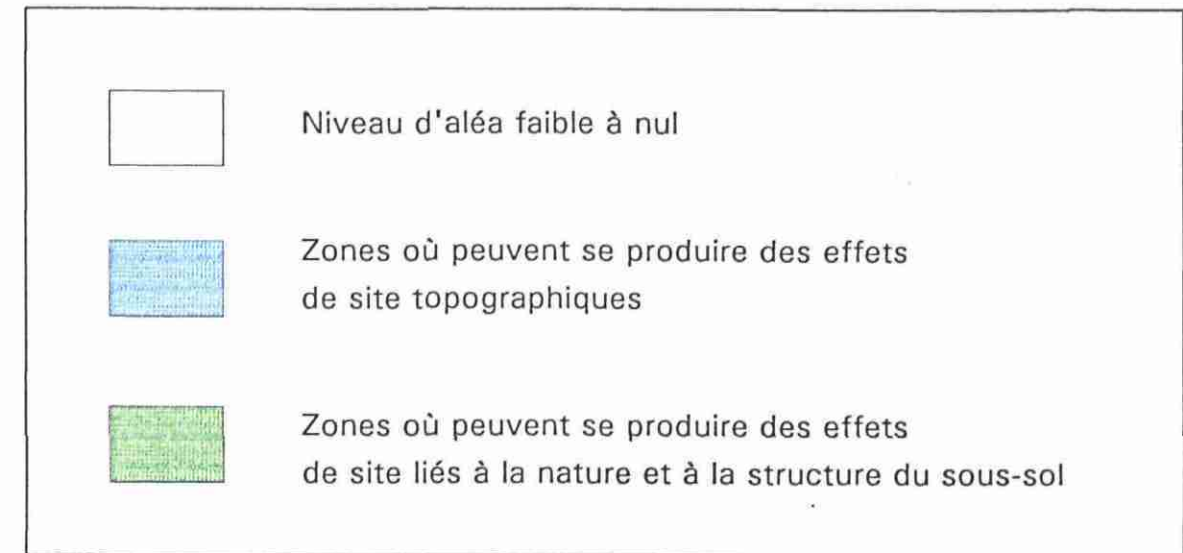 Niveau d'aléa faible à nul
Zones où peuvent se produire des effets
de site topographiques
Zones où peuvent se produire des effets
de site liés à la nature et à la structure du sous-sol